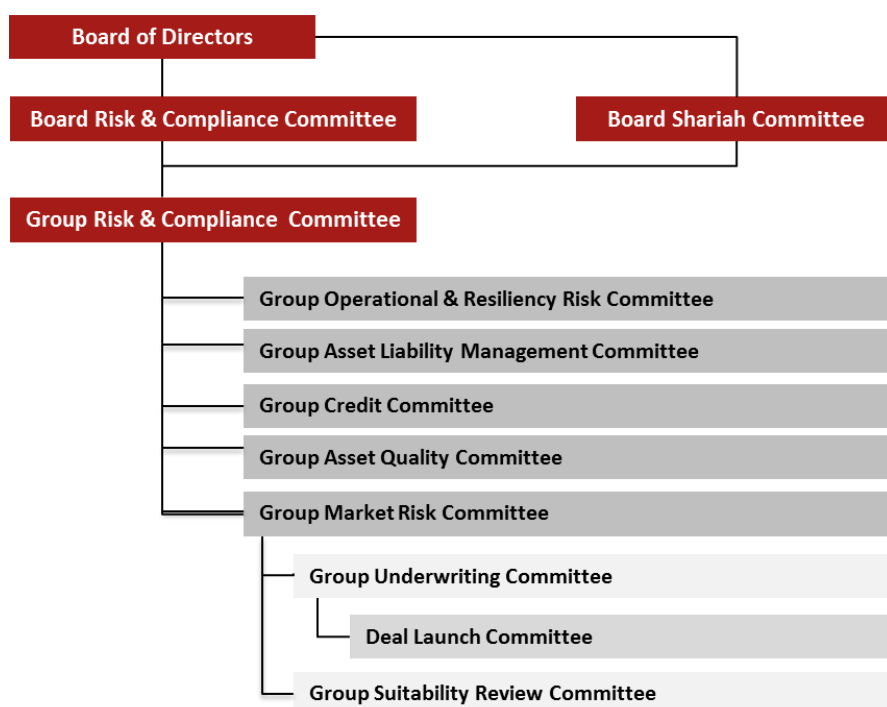 Board of Directors
Board Risk & Compliance Committee
Board Shariah Committee
Group Risk & Compliance Committee
Group Operational & Resiliency Risk Committee
Group Asset Liability Management Committee
Group Credit Committee
Group Asset Quality Committee
Group Market Risk Committee
Group Underwriting Committee
Deal Launch Committee
Group Suitability Review Committee